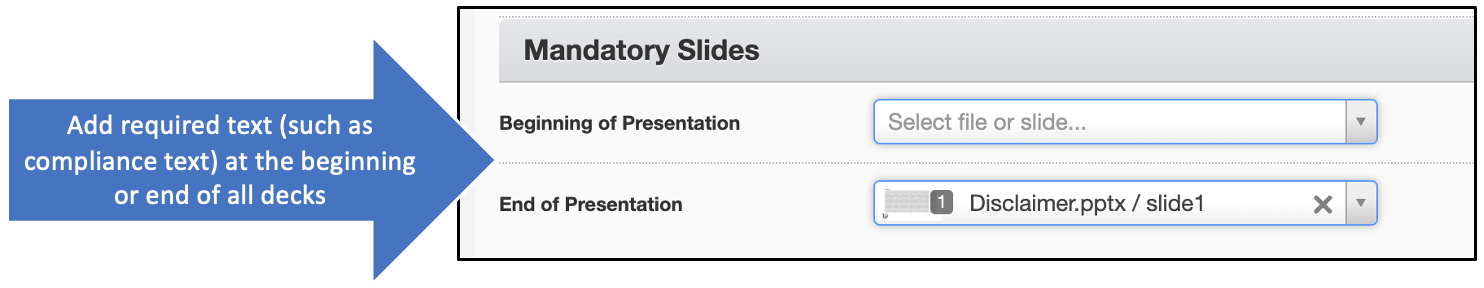 Add required text (such as
compliance text) at the beginning
or end of all decks
Mandatory Slides
Beginning of Presentation
Select file or slide...
End of Presentation
1 Disclaimer.pptx / slide1